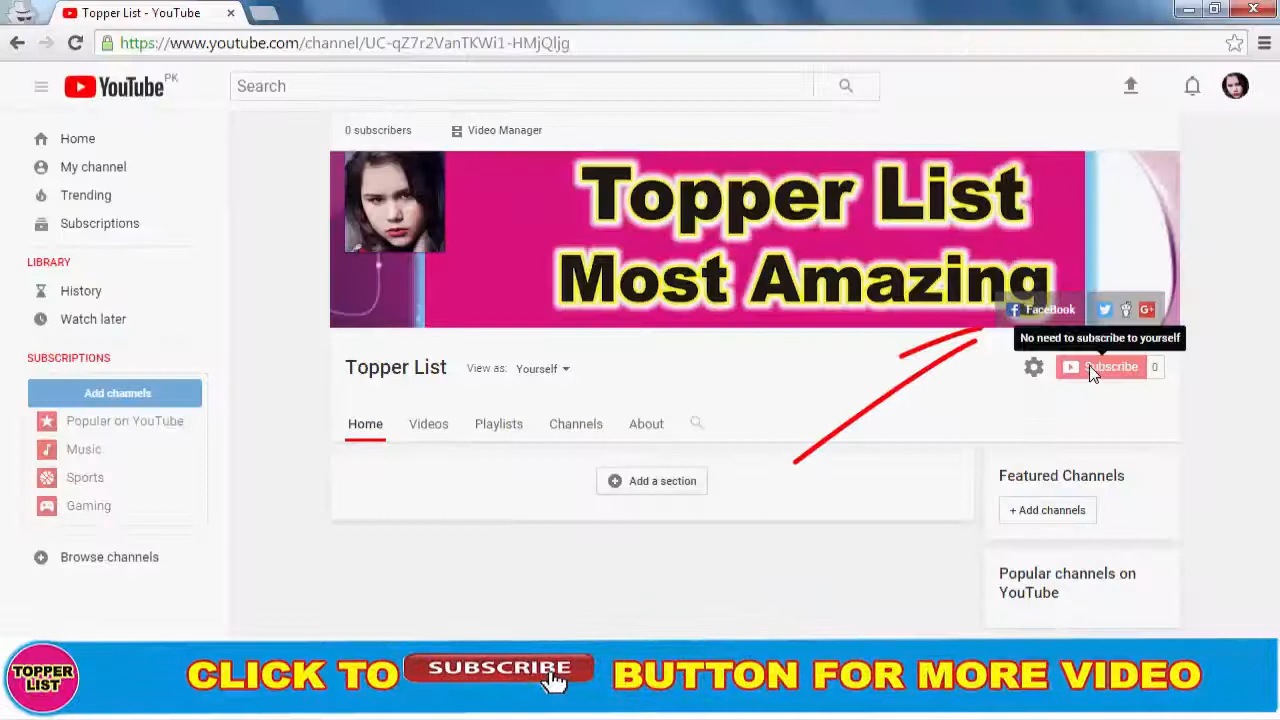 Topper List - YouTube
https://www.youtube.com/channel/UC-qZ7r2VanTKWi1-HMjQljg
YouTube PK
Search
Home
My channel
Trending
Subscriptions
LIBRARY
History
Watch later
SUBSCRIPTIONS
Add channels
Popular on YouTube
Music
Sports
Gaming
Browse channels
0 subscribers
Video Manager
Topper List
Most Amazing
FaceBook
G+
No need to subscribe to yourself
Topper List
View as: Yourself
Subscribe 0
Home Videos Playlists Channels About
Add a section
Featured Channels
+ Add channels
Popular channels on
YouTube
TOPPER
LIST
CLICK TO SUBSCRIBE BUTTON FOR MORE VIDEO